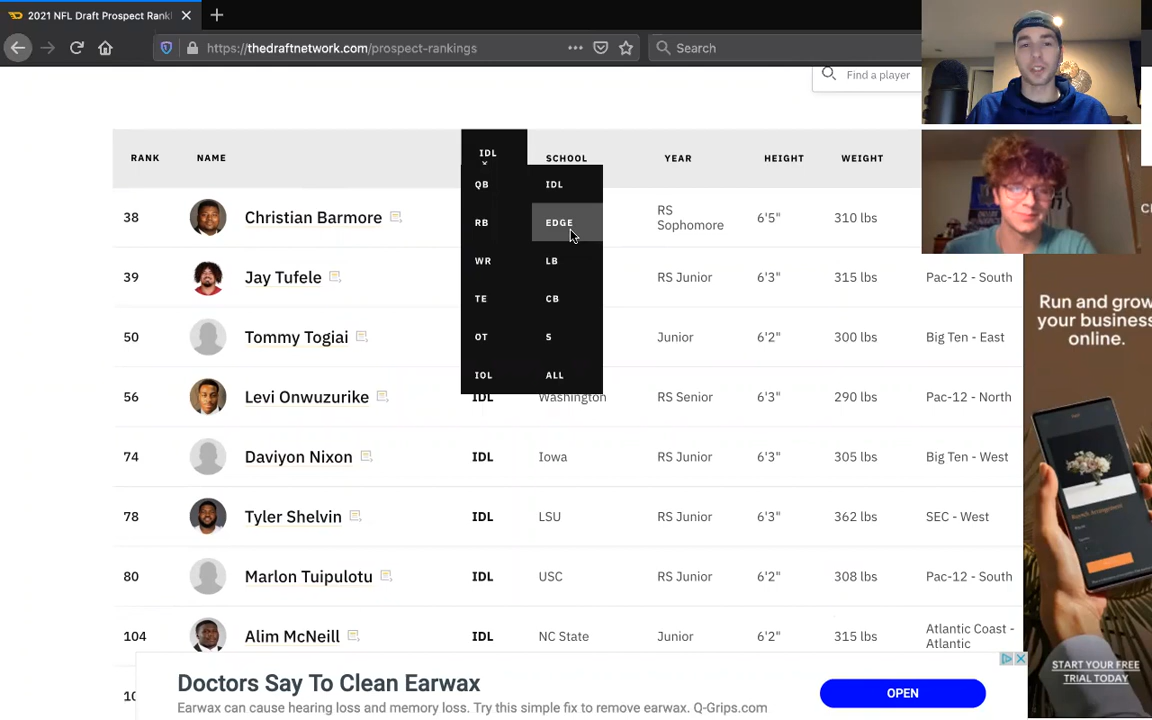 2021 NFL Draft Prospect Rank
https://thedraftnetwork.com/prospect-rankings
Search
Find a player
RANK NAME IDL SCHOOL YEAR HEIGHT WEIGHT
QB IDL
RB EDGE
WR LB
TE CB
OT S
IOL ALL
38 Christian Barmore RS Sophomore 6'5" 310 lbs
39 Jay Tufele RS Junior 6'3" 315 lbs Pac-12 - South
50 Tommy Togiai Junior 6'2" 300 lbs Big Ten - East
56 Levi Onwuzurike IDL Washington RS Senior 6'3" 290 lbs Pac-12 - North
74 Daviyon Nixon IDL Iowa RS Junior 6'3" 305 lbs Big Ten - West
78 Tyler Shelvin IDL LSU RS Junior 6'3" 362 lbs SEC - West
80 Marlon Tuipulotu IDL USC RS Junior 6'2" 308 lbs Pac-12 - South
104 Alim McNeill IDL NC State Junior 6'2" 315 lbs Atlantic Coast - Atlantic
Run and grow
your business
online.
START YOUR FREE
TRIAL TODAY
Doctors Say To Clean Earwax
Earwax can cause hearing loss and memory loss. Try this simple fix to remove earwax. Q-Grips.com
OPEN